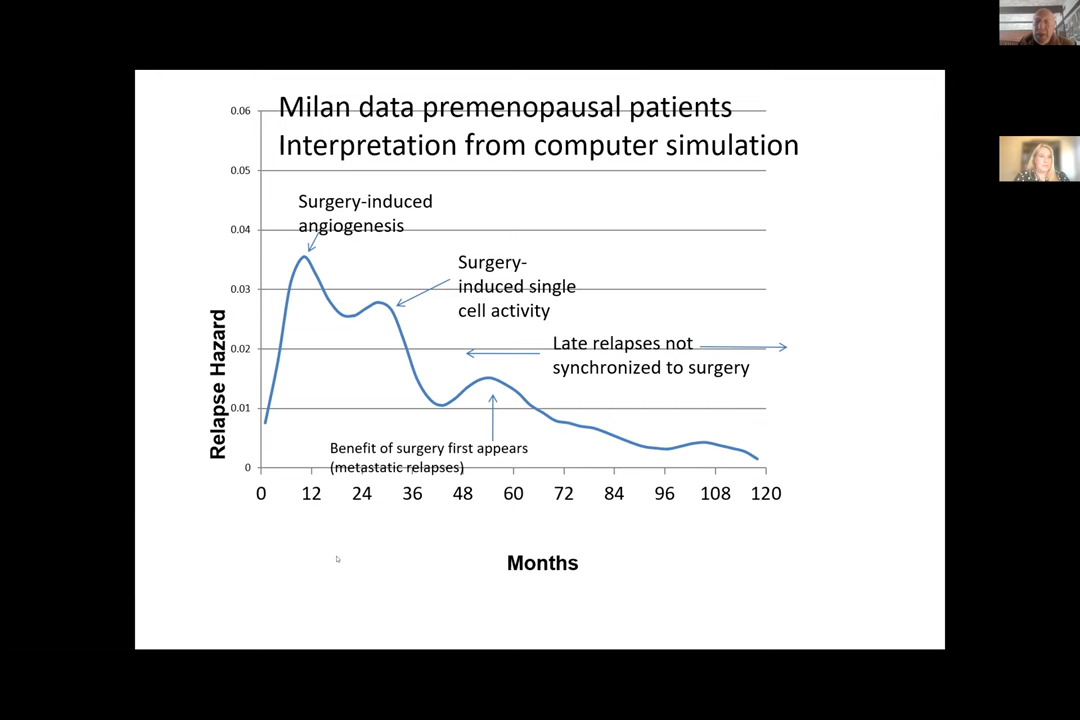 Milan data premenopausal patients
Interpretation from computer simulation
0.06
0.05
0.04
0.03
0.02
0.01
0
Relapse Hazard
Surgery-induced
angiogenesis
Surgery-
induced single
cell activity
Late relapses not
synchronized to surgery
Benefit of surgery first appears
(metastatic relapses)
0 12 24 36 48 60 72 84 96 108 120
Months